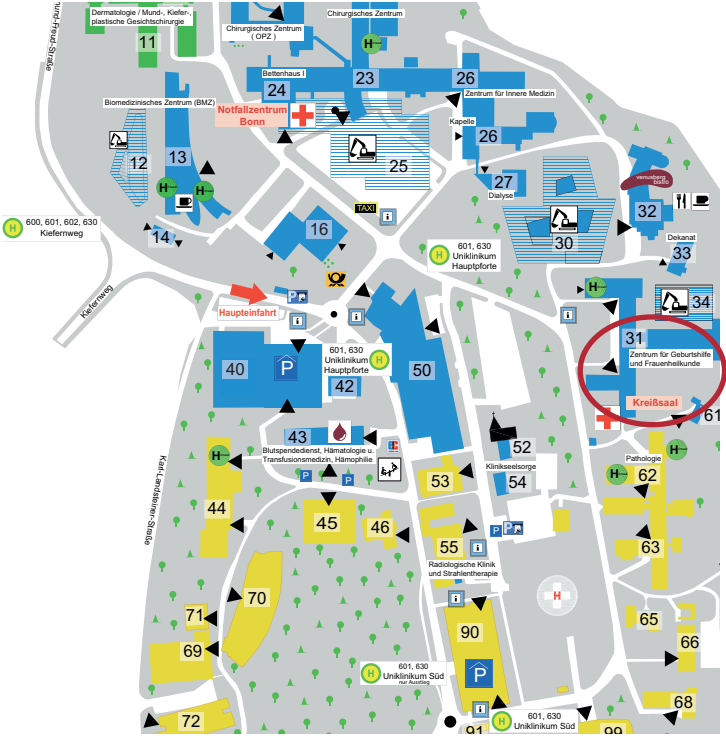 Dermatologie / Mund-, Kiefer-,
plastische Gesichtschirurgie
11
Chirurgisches Zentrum
( OPZ )
Chirurgisches Zentrum
H
Bettenhaus I
24
23
26
Zentrum für Innere Medizin
Biomedizinisches Zentrum (BMZ)
Notfallzentrum
Bonn
Kapelle
26
12
13
25
27
Dialyse
venusberg
bistro
H
H
TAXI
i
32
H
600, 601, 602, 630
Kiefernweg
14
16
30
Dekanat
33
H
601, 630
Uniklinikum
Hauptpforte
Kiefernweg
P
Haupteinfahrt
i
i
i
H
34
31
Zentrum für Geburtshilfe
und Frauenheilkunde
40
P
601, 630
Uniklinikum
Hauptpforte
H
42
50
Kreißsaal
61
43
Blutspendedienst, Hämatologie u.
Transfusionsmedizin, Hämophilie
52
Klinikseelsorge
54
Pathologie
H
H
62
H
Karl-Landsteiner-Straße
P
P
53
44
45
46
55
i
P
P
63
Radiologische Klinik
und Strahlentherapie
70
i
H
71
65
69
90
66
H
601, 630
Uniklinikum Süd
nur Ausstieg
P
68
72
i
91
H
601, 630
Uniklinikum Süd
99